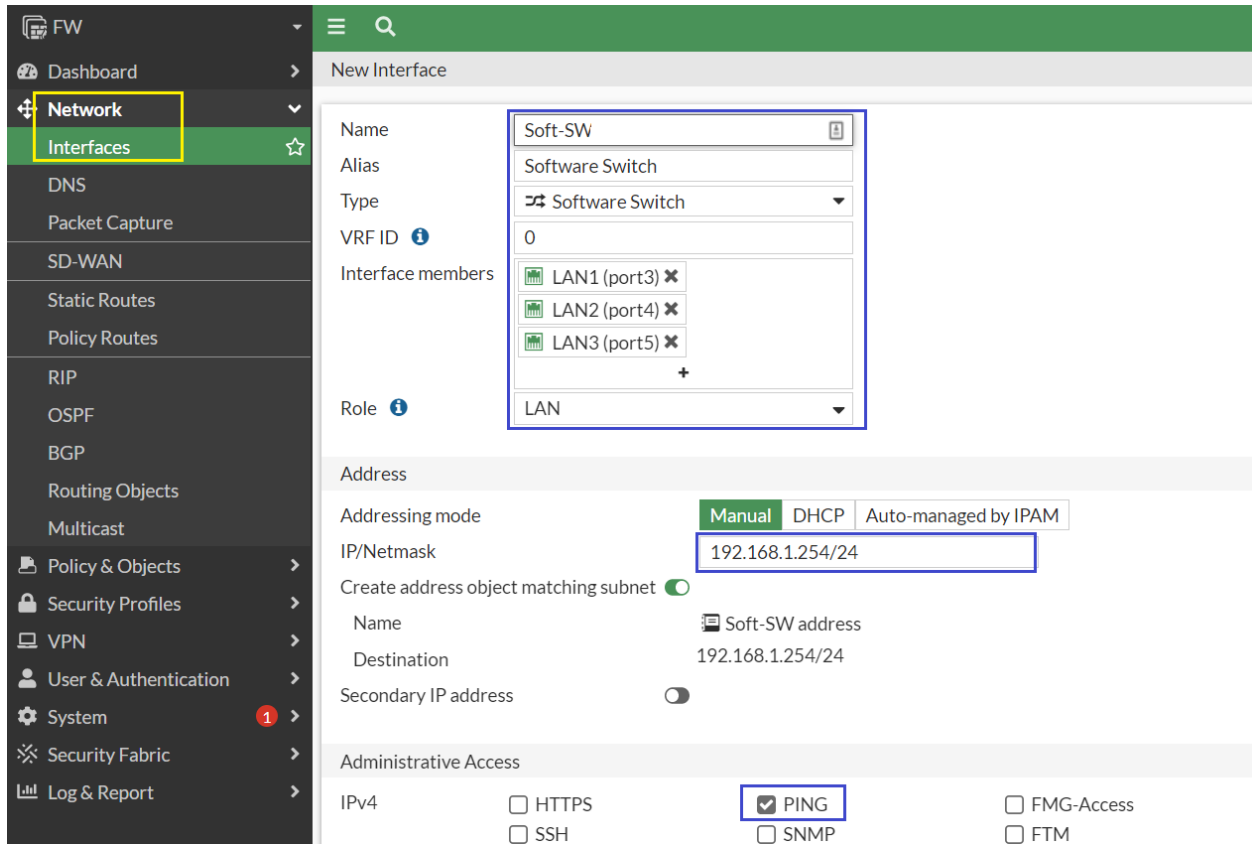 FW
Dashboard
Network
Interfaces
DNS
Packet Capture
SD-WAN
Static Routes
Policy Routes
RIP
OSPF
BGP
Routing Objects
Multicast
Policy & Objects
Security Profiles
VPN
User & Authentication
System 1
Security Fabric
Log & Report
New Interface
Name Soft-SW
Alias Software Switch
Type Software Switch
VRF ID 0
Interface members LAN1 (port3)
LAN2 (port4)
LAN3 (port5)
+
Role LAN
Address
Addressing mode Manual DHCP Auto-managed by IPAM
IP/Netmask 192.168.1.254/24
Create address object matching subnet
Name Soft-SW address
Destination 192.168.1.254/24
Secondary IP address
Administrative Access
IPv4 HTTPS PING FMG-Access
SSH SNMP FTM